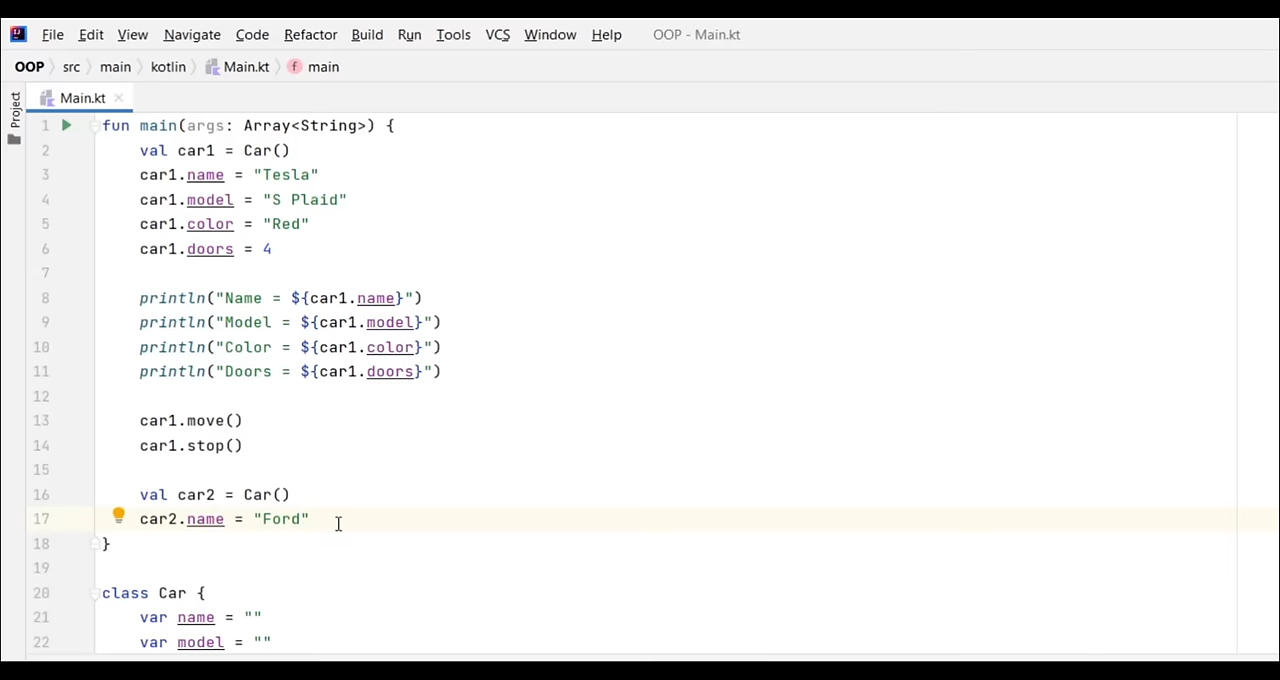 File Edit View Navigate Code Refactor Build Run Tools VCS Window Help OOP - Main.kt
OOP src main kotlin Main.kt main
Project
Main.kt
1 fun main(args: Array<String>) {
2 val car1 = Car()
3 car1.name = "Tesla"
4 car1.model = "S Plaid"
5 car1.color = "Red"
6 car1.doors = 4
7
8 println("Name = ${car1.name}")
9 println("Model = ${car1.model}")
10 println("Color = ${car1.color}")
11 println("Doors = ${car1.doors}")
12
13 car1.move()
14 car1.stop()
15
16 val car2 = Car()
17 car2.name = "Ford"
18 }
19
20 class Car {
21 var name = ""
22 var model = ""